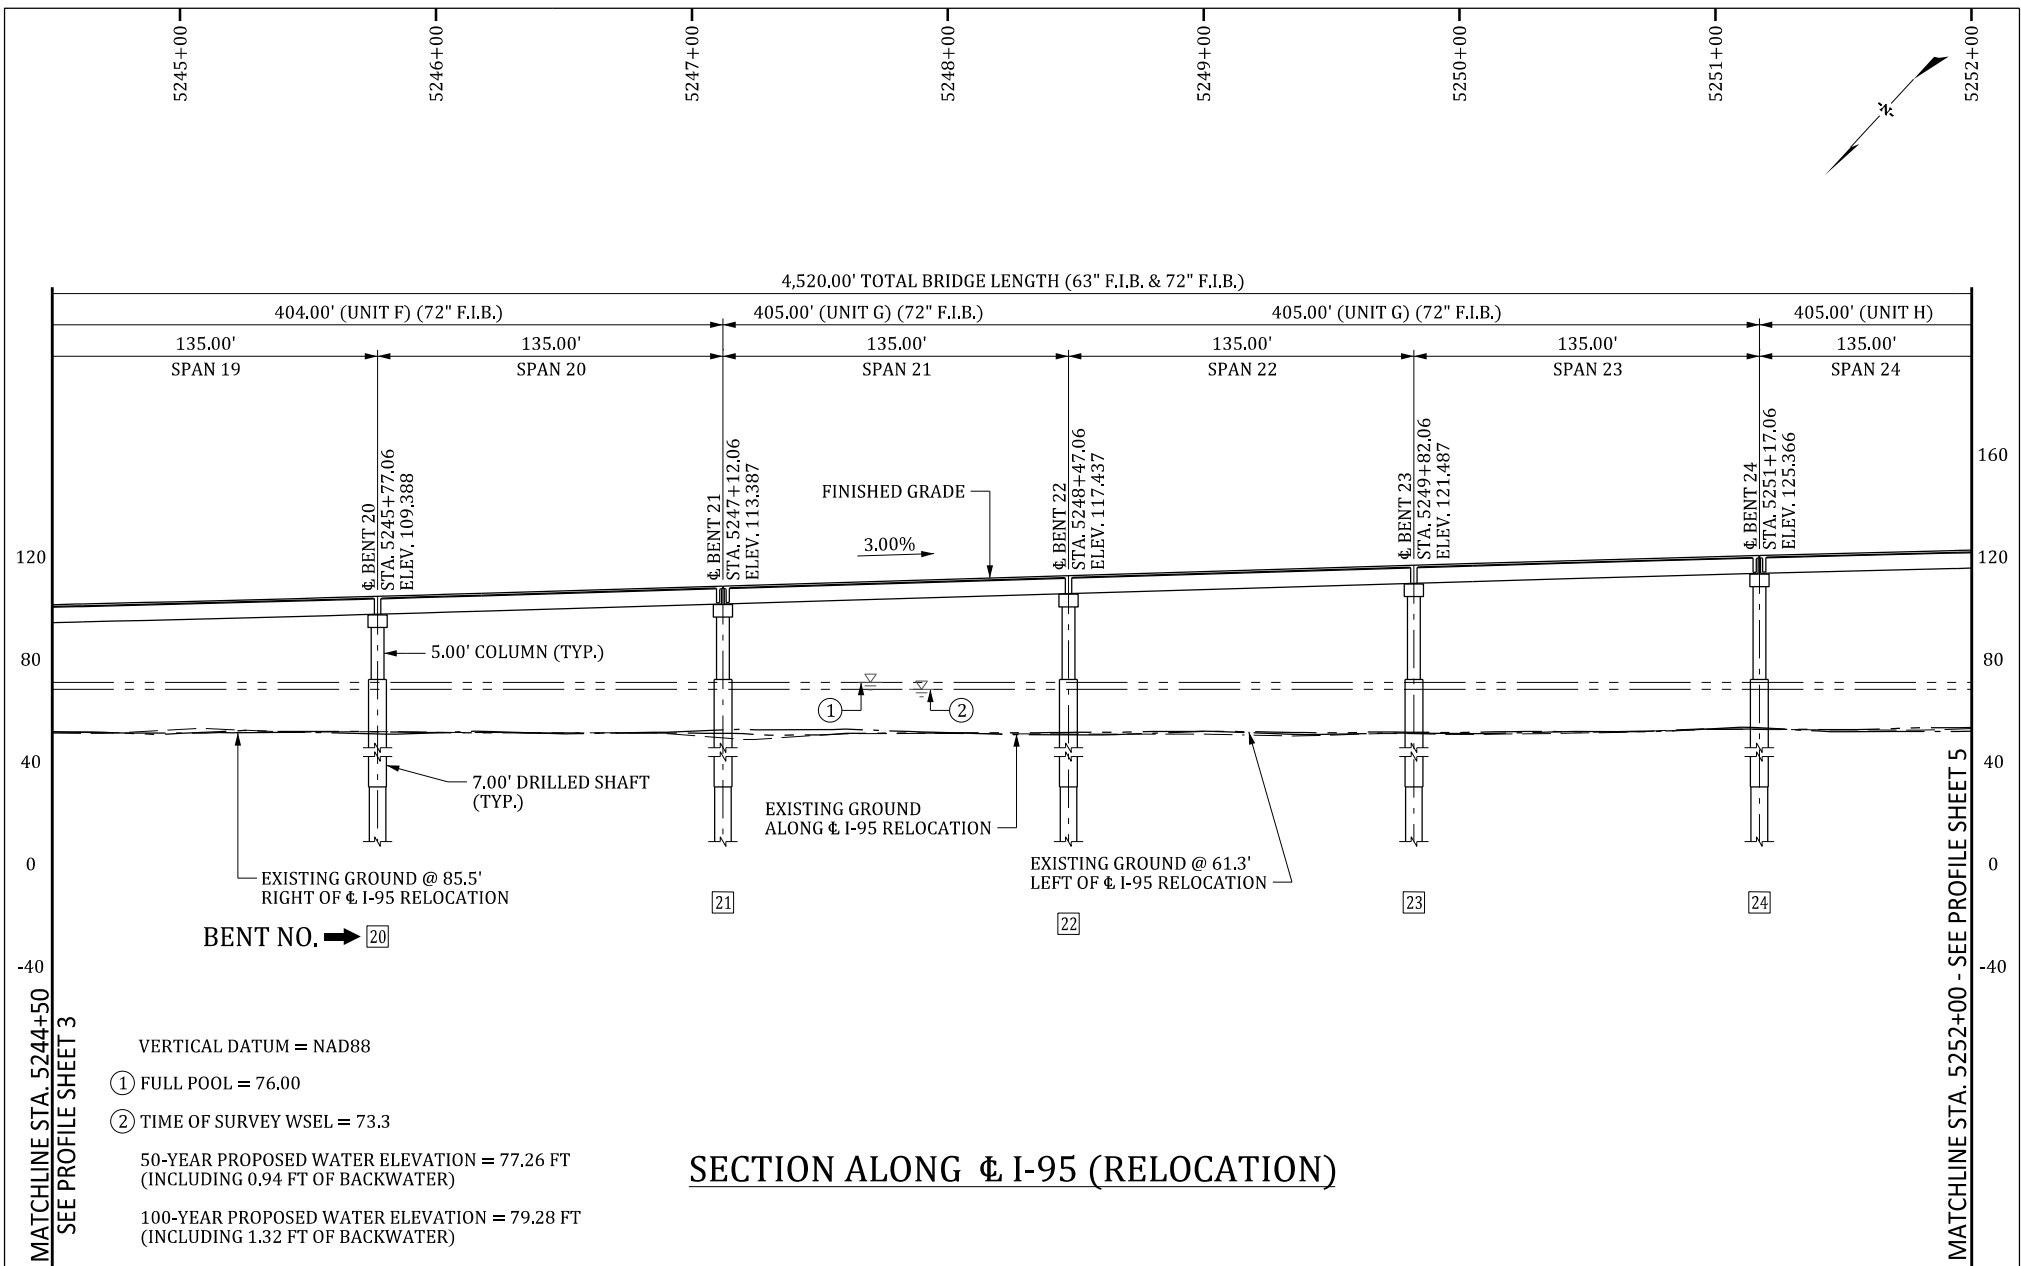 5245+00
5246+00
5247+00
5248+00
5249+00
5250+00
5251+00
5252+00
N
4,520.00' TOTAL BRIDGE LENGTH (63" F.I.B. & 72" F.I.B.)
404.00' (UNIT F) (72" F.I.B.)
405.00' (UNIT G) (72" F.I.B.)
405.00' (UNIT G) (72" F.I.B.)
405.00' (UNIT H)
135.00'
SPAN 19
135.00'
SPAN 20
135.00'
SPAN 21
135.00'
SPAN 22
135.00'
SPAN 23
135.00'
SPAN 24
℄ BENT 20
STA. 5245+77.06
ELEV. 109.388
℄ BENT 21
STA. 5247+12.06
ELEV. 113.387
℄ BENT 22
STA. 5248+47.06
ELEV. 117.437
℄ BENT 23
STA. 5249+82.06
ELEV. 121.487
℄ BENT 24
STA. 5251+17.06
ELEV. 125.366
FINISHED GRADE
3.00%
160
120
120
80
80
40
40
0
0
-40
-40
5.00' COLUMN (TYP.)
1
2
7.00' DRILLED SHAFT
(TYP.)
EXISTING GROUND
ALONG ℄ I-95 RELOCATION
EXISTING GROUND @ 61.3'
LEFT OF ℄ I-95 RELOCATION
EXISTING GROUND @ 85.5'
RIGHT OF ℄ I-95 RELOCATION
BENT NO.
20
21
22
23
24
MATCHLINE STA. 5244+50
SEE PROFILE SHEET 3
MATCHLINE STA. 5252+00 - SEE PROFILE SHEET 5
VERTICAL DATUM = NAD88
1 FULL POOL = 76.00
2 TIME OF SURVEY WSEL = 73.3
50-YEAR PROPOSED WATER ELEVATION = 77.26 FT
(INCLUDING 0.94 FT OF BACKWATER)
100-YEAR PROPOSED WATER ELEVATION = 79.28 FT
(INCLUDING 1.32 FT OF BACKWATER)
SECTION ALONG ℄ I-95 (RELOCATION)